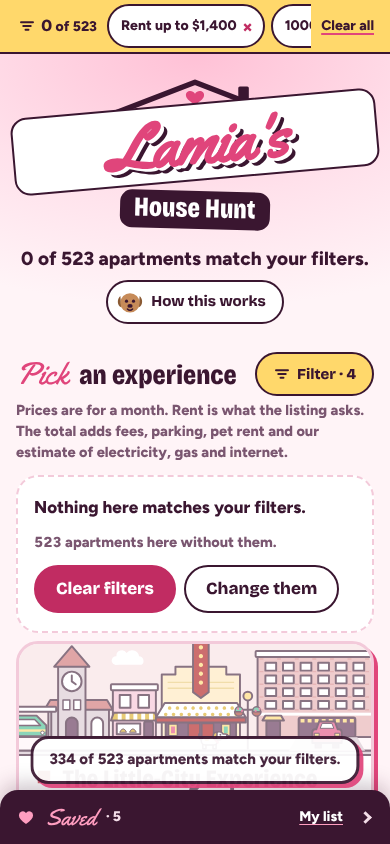 0 of 523
Rent up to $1,400 ×
Clear all
Lamia's
House Hunt
0 of 523 apartments match your filters.
How this works
Pick an experience
Filter · 4
Prices are for a month. Rent is what the listing asks.
The total adds fees, parking, pet rent and our
estimate of electricity, gas and internet.
Nothing here matches your filters.
523 apartments here without them.
Clear filters
Change them
334 of 523 apartments match your filters.
The Little-City Experience
Saved · 5
My list